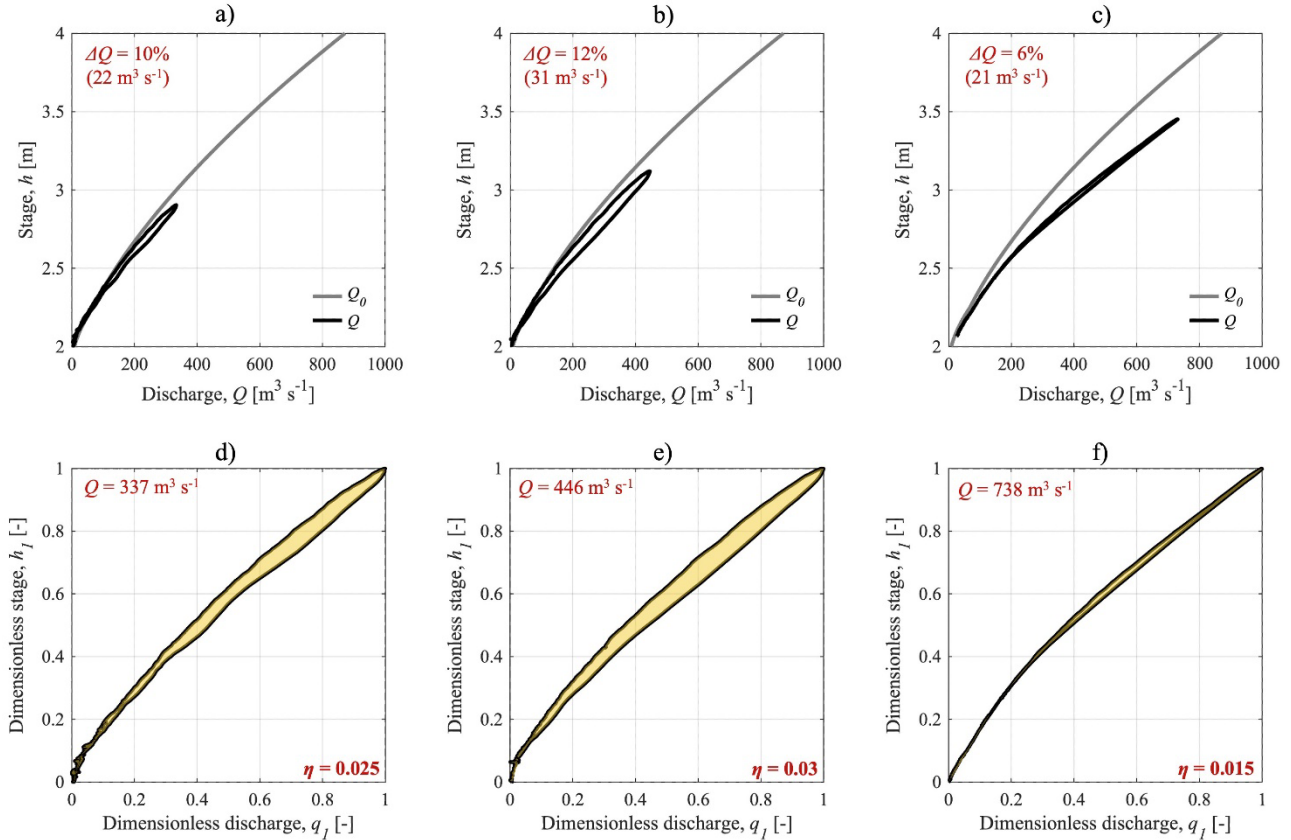 a)
ΔQ = 10%
(22 m³ s⁻¹)
4
3.5
3
2.5
2
Stage, h [m]
Q₀
Q
0
200
400
600
800
1000
Discharge, Q [m³ s⁻¹]
b)
ΔQ = 12%
(31 m³ s⁻¹)
4
3.5
3
2.5
2
Stage, h [m]
Q₀
Q
0
200
400
600
800
1000
Discharge, Q [m³ s⁻¹]
c)
ΔQ = 6%
(21 m³ s⁻¹)
4
3.5
3
2.5
2
Stage, h [m]
Q₀
Q
0
200
400
600
800
1000
Discharge, Q [m³ s⁻¹]
d)
Q = 337 m³ s⁻¹
1
0.8
0.6
0.4
0.2
0
Dimensionless stage, h₁ [-]
η = 0.025
0
0.2
0.4
0.6
0.8
1
Dimensionless discharge, q₁ [-]
e)
Q = 446 m³ s⁻¹
1
0.8
0.6
0.4
0.2
0
Dimensionless stage, h₁ [-]
η = 0.03
0
0.2
0.4
0.6
0.8
1
Dimensionless discharge, q₁ [-]
f)
Q = 738 m³ s⁻¹
1
0.8
0.6
0.4
0.2
0
Dimensionless stage, h₁ [-]
η = 0.015
0
0.2
0.4
0.6
0.8
1
Dimensionless discharge, q₁ [-]